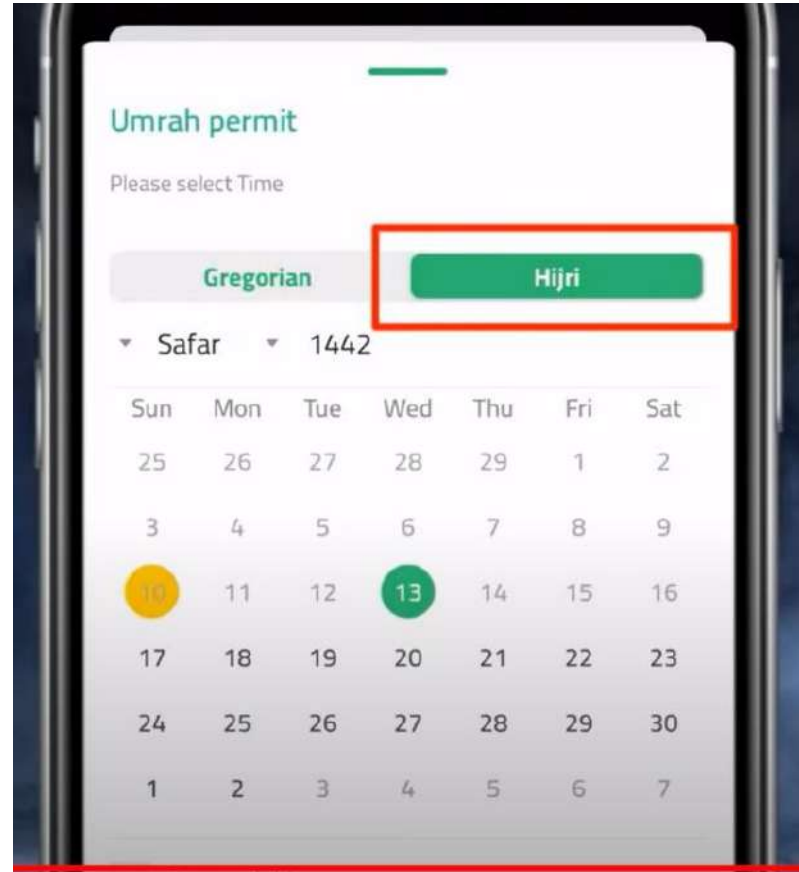 Umrah permit
Please select Time
Gregorian Hijri
Safar 1442
Sun Mon Tue Wed Thu Fri Sat
25 26 27 28 29 1 2
3 4 5 6 7 8 9
10 11 12 13 14 15 16
17 18 19 20 21 22 23
24 25 26 27 28 29 30
1 2 3 4 5 6 7